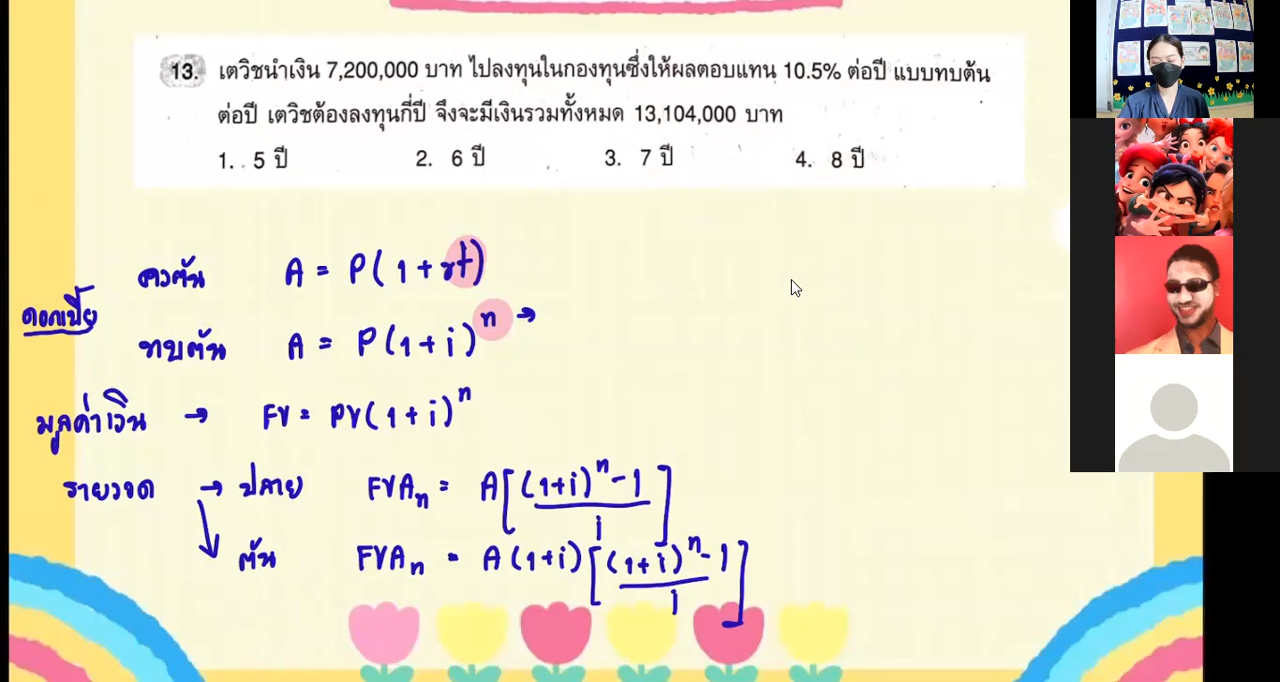 13. เตวิชนำเงิน 7,200,000 บาท ไปลงทุนในกองทุนซึ่งให้ผลตอบแทน 10.5% ต่อปี แบบทบต้น
ต่อปี เตวิชต้องลงทุนกี่ปี จึงจะมีเงินรวมทั้งหมด 13,104,000 บาท
1. 5 ปี 2. 6 ปี 3. 7 ปี 4. 8 ปี
คงต้น A = P(1 + rt)
ดอกเบี้ย
ทบต้น A = P(1 + i)^n →
มูลค่าเงิน → FV = PV(1 + i)^n
รายงวด → ปลาย FVA_n = A[((1+i)^n - 1)/i]
ต้น FVA_n = A(1+i)[((1+i)^n - 1)/i]